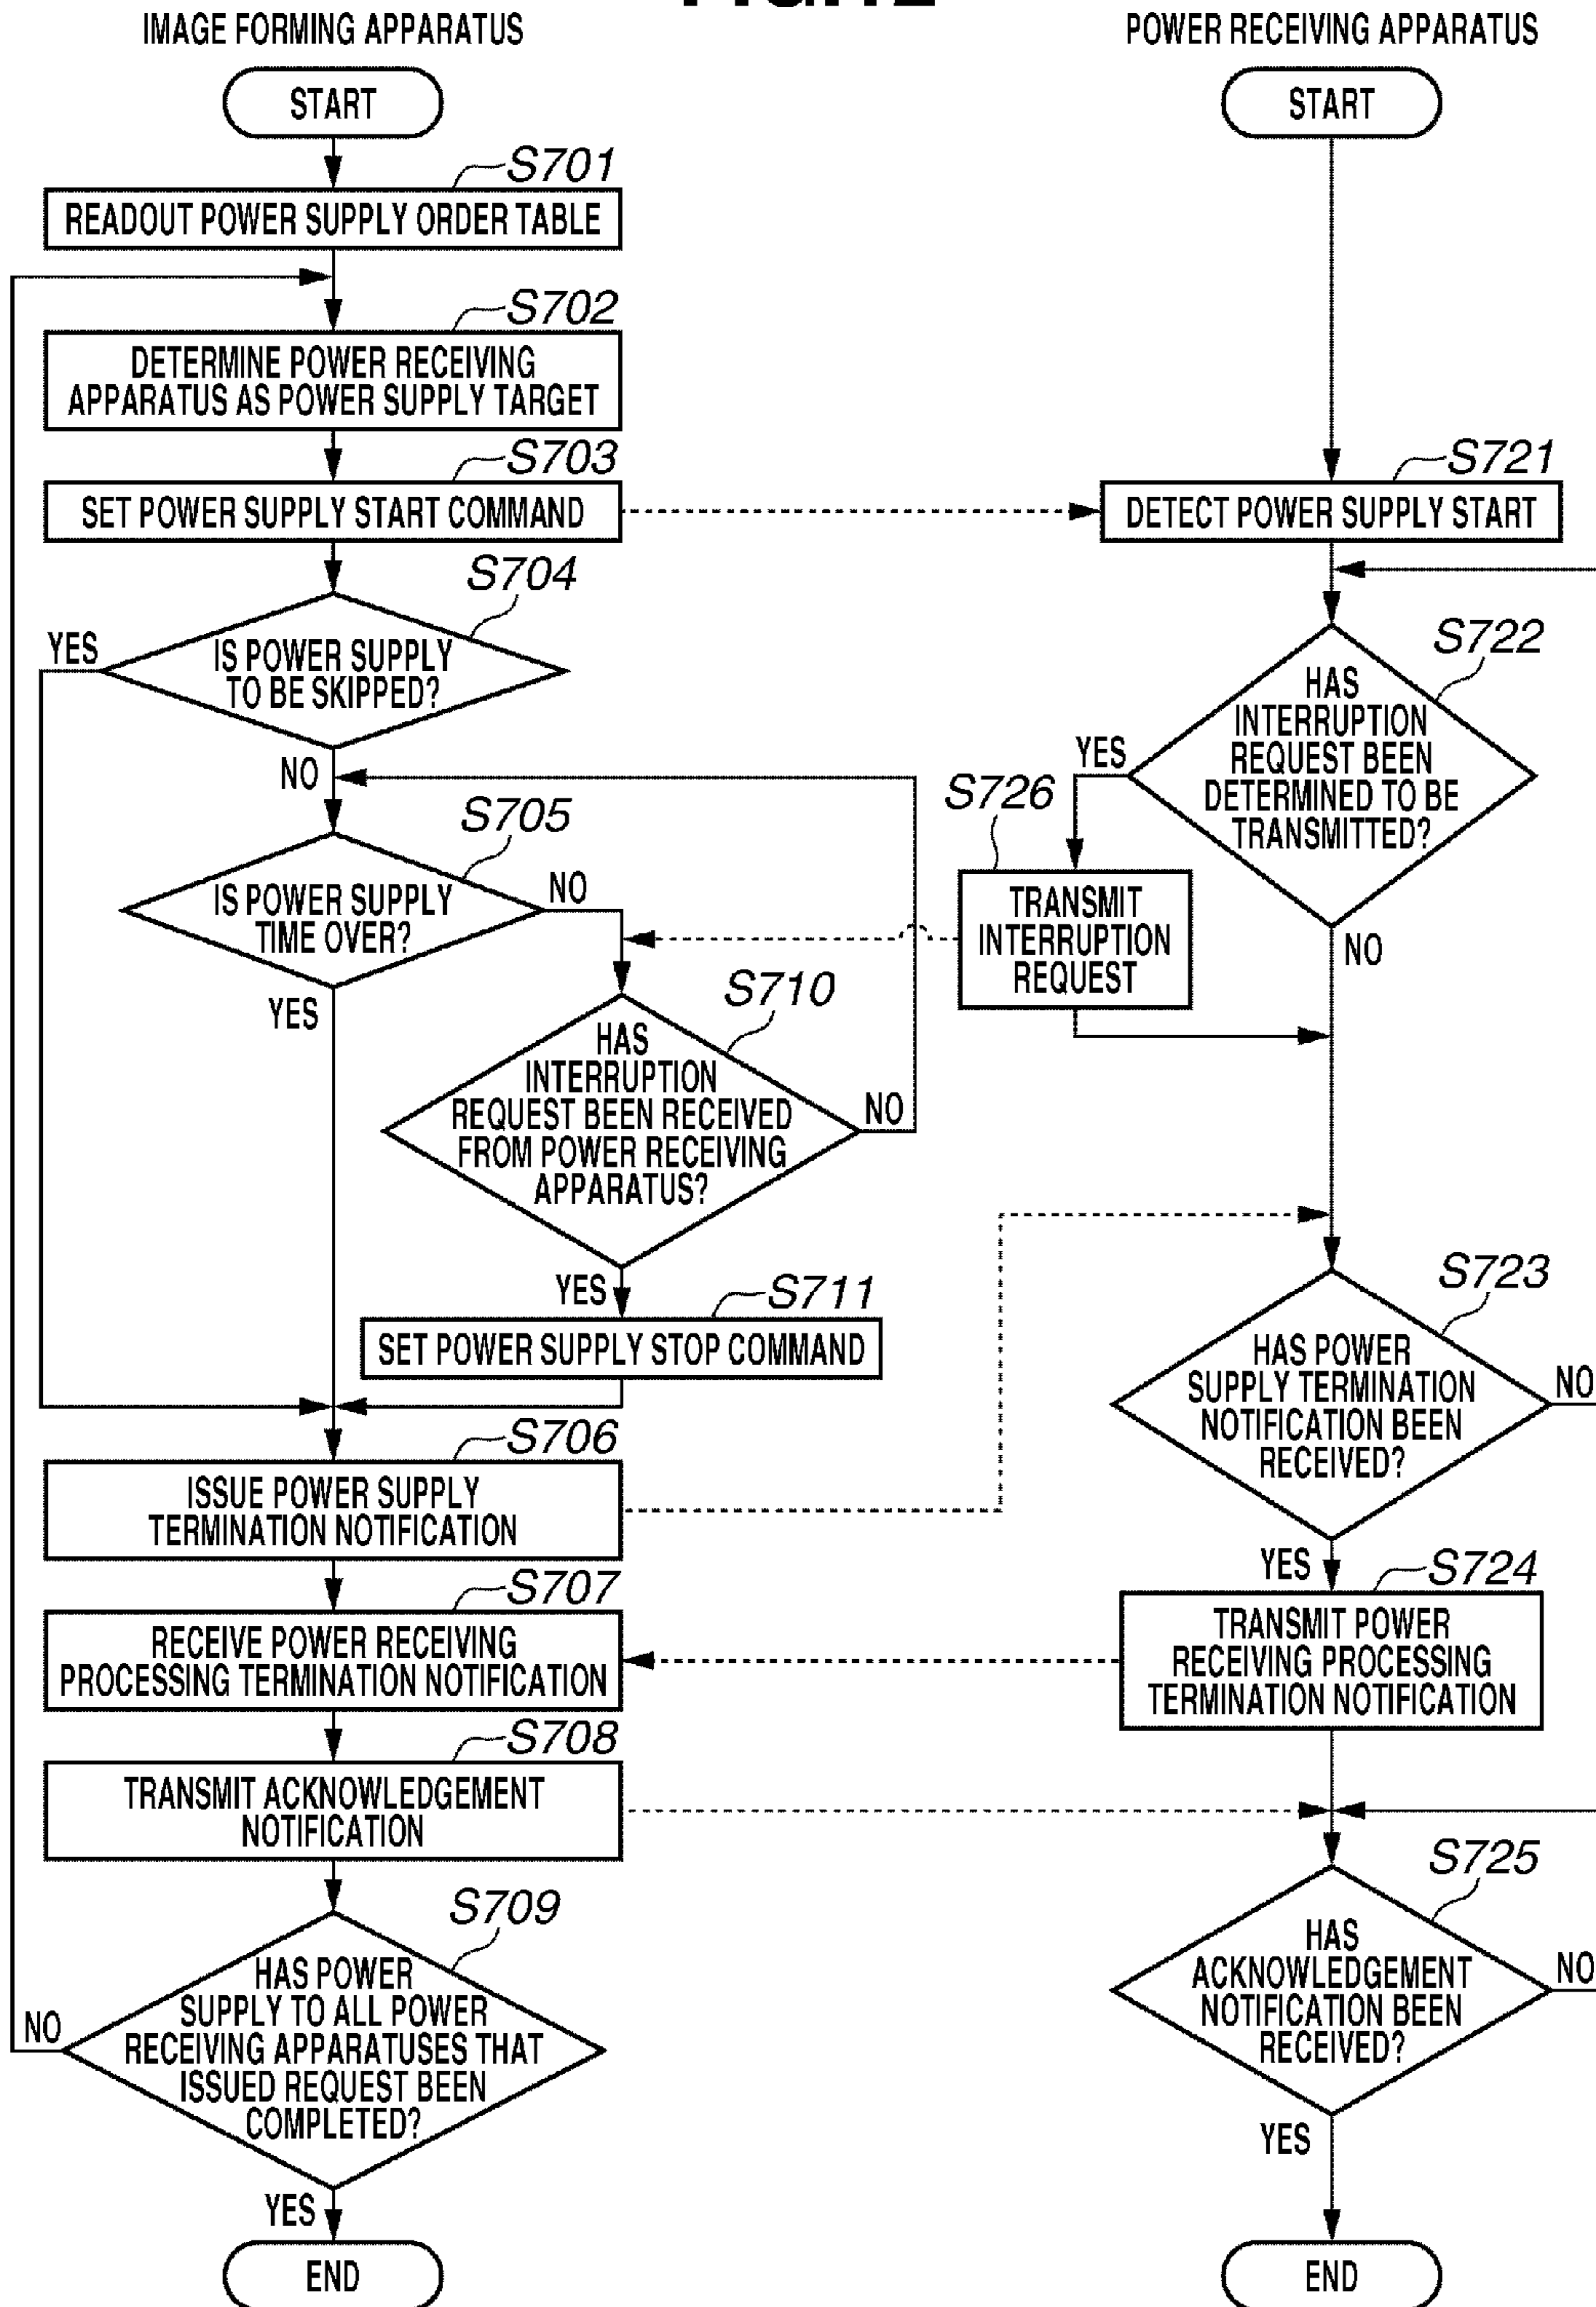 IMAGE FORMING APPARATUS
START
S701
READOUT POWER SUPPLY ORDER TABLE
S702
DETERMINE POWER RECEIVING
APPARATUS AS POWER SUPPLY TARGET
S703
SET POWER SUPPLY START COMMAND
S704
YES
IS POWER SUPPLY
TO BE SKIPPED?
NO
S705
IS POWER SUPPLY
TIME OVER?
NO
YES
S710
HAS
INTERRUPTION
REQUEST BEEN RECEIVED
FROM POWER RECEIVING
APPARATUS?
NO
YES
S711
SET POWER SUPPLY STOP COMMAND
S706
ISSUE POWER SUPPLY
TERMINATION NOTIFICATION
S707
RECEIVE POWER RECEIVING
PROCESSING TERMINATION NOTIFICATION
S708
TRANSMIT ACKNOWLEDGEMENT
NOTIFICATION
S709
HAS POWER
SUPPLY TO ALL POWER
RECEIVING APPARATUSES THAT
ISSUED REQUEST BEEN
COMPLETED?
NO
YES
END
POWER RECEIVING APPARATUS
START
S721
DETECT POWER SUPPLY START
S722
HAS
INTERRUPTION
REQUEST BEEN
DETERMINED TO BE
TRANSMITTED?
YES
S726
TRANSMIT
INTERRUPTION
REQUEST
NO
S723
HAS POWER
SUPPLY TERMINATION
NOTIFICATION BEEN
RECEIVED?
NO
YES
S724
TRANSMIT POWER
RECEIVING PROCESSING
TERMINATION NOTIFICATION
S725
HAS
ACKNOWLEDGEMENT
NOTIFICATION BEEN
RECEIVED?
NO
YES
END